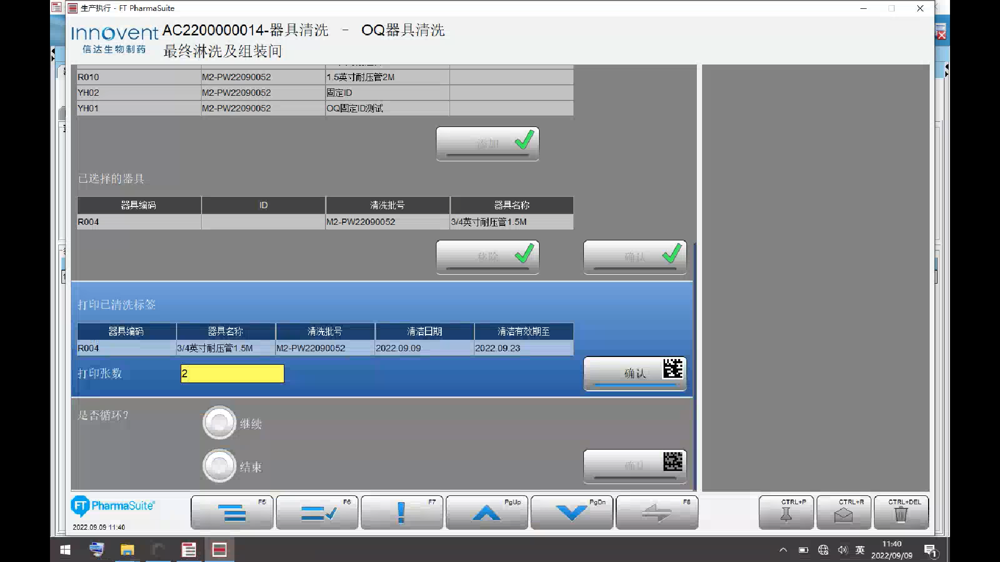 生产执行 - FT PharmaSuite
Innovent
信达生物制药
AC2200000014-器具清洗 - OQ器具清洗
最终淋洗及组装间
R010 M2-PW22090052 1.5英寸耐压管2M
YH02 M2-PW22090052 固定ID
YH01 M2-PW22090052 OQ固定ID测试
添加
已选择的器具
器具编码 ID 清洗批号 器具名称
R004 M2-PW22090052 3/4英寸耐压管1.5M
移除 确认
打印已清洗标签
器具编码 器具名称 清洗批号 清洁日期 清洁有效期至
R004 3/4英寸耐压管1.5M M2-PW22090052 2022.09.09 2022.09.23
打印张数 2 确认
是否循环? 继续
结束 确认
FT PharmaSuite
2022.09.09 11:40
F5 F6 F7 PgUp PgDn F8 CTRL+P CTRL+R CTRL+DEL
英 11:40
2022/09/09
1